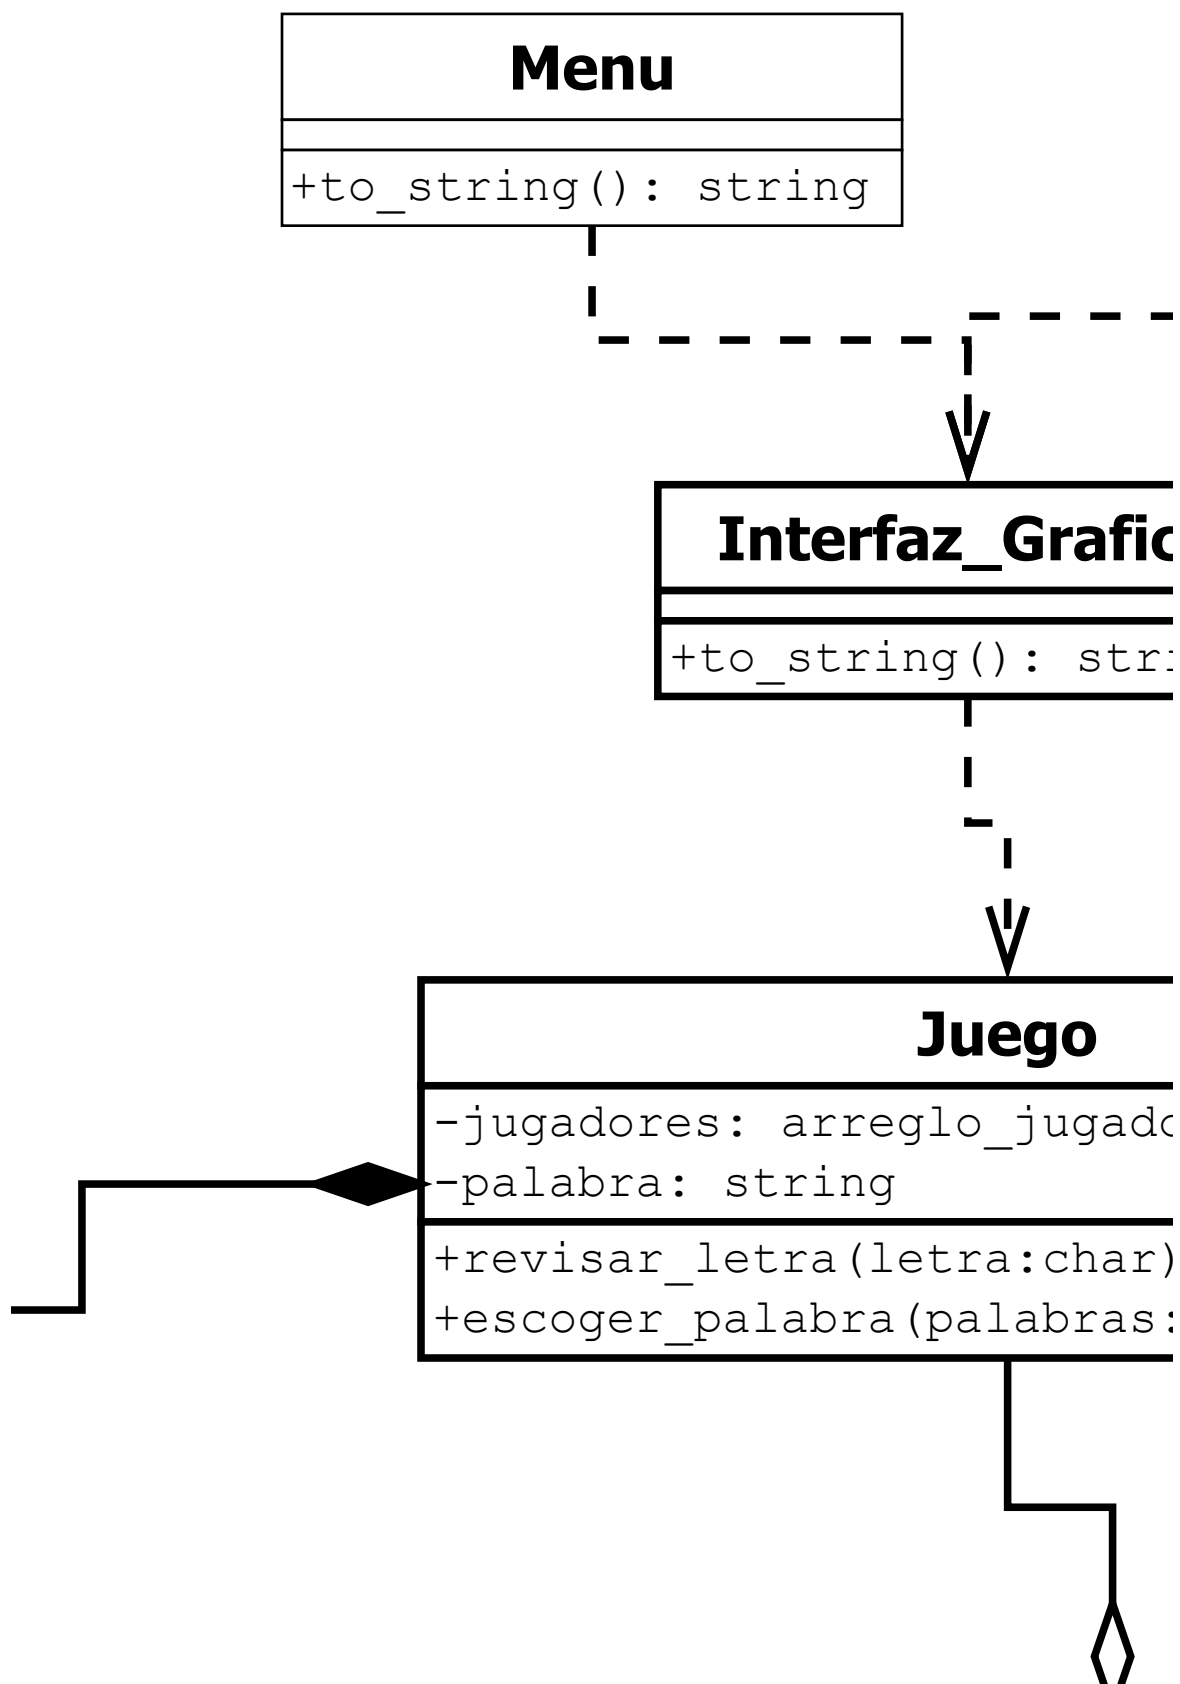 Menu
+to_string(): string
Interfaz_Grafic
+to_string(): stri
Juego
-jugadores: arreglo_jugado
-palabra: string
+revisar_letra(letra:char)
+escoger_palabra(palabras: